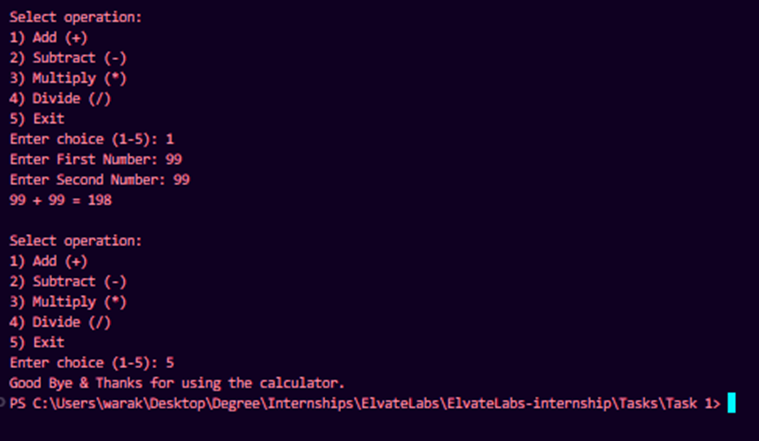 Select operation:
1) Add (+)
2) Subtract (-)
3) Multiply (*)
4) Divide (/)
5) Exit
Enter choice (1-5): 1
Enter First Number: 99
Enter Second Number: 99
99 + 99 = 198

Select operation:
1) Add (+)
2) Subtract (-)
3) Multiply (*)
4) Divide (/)
5) Exit
Enter choice (1-5): 5
Good Bye & Thanks for using the calculator.
PS C:\Users\warak\Desktop\Degree\Internships\ElvateLabs\ElvateLabs-internship\Tasks\Task 1>